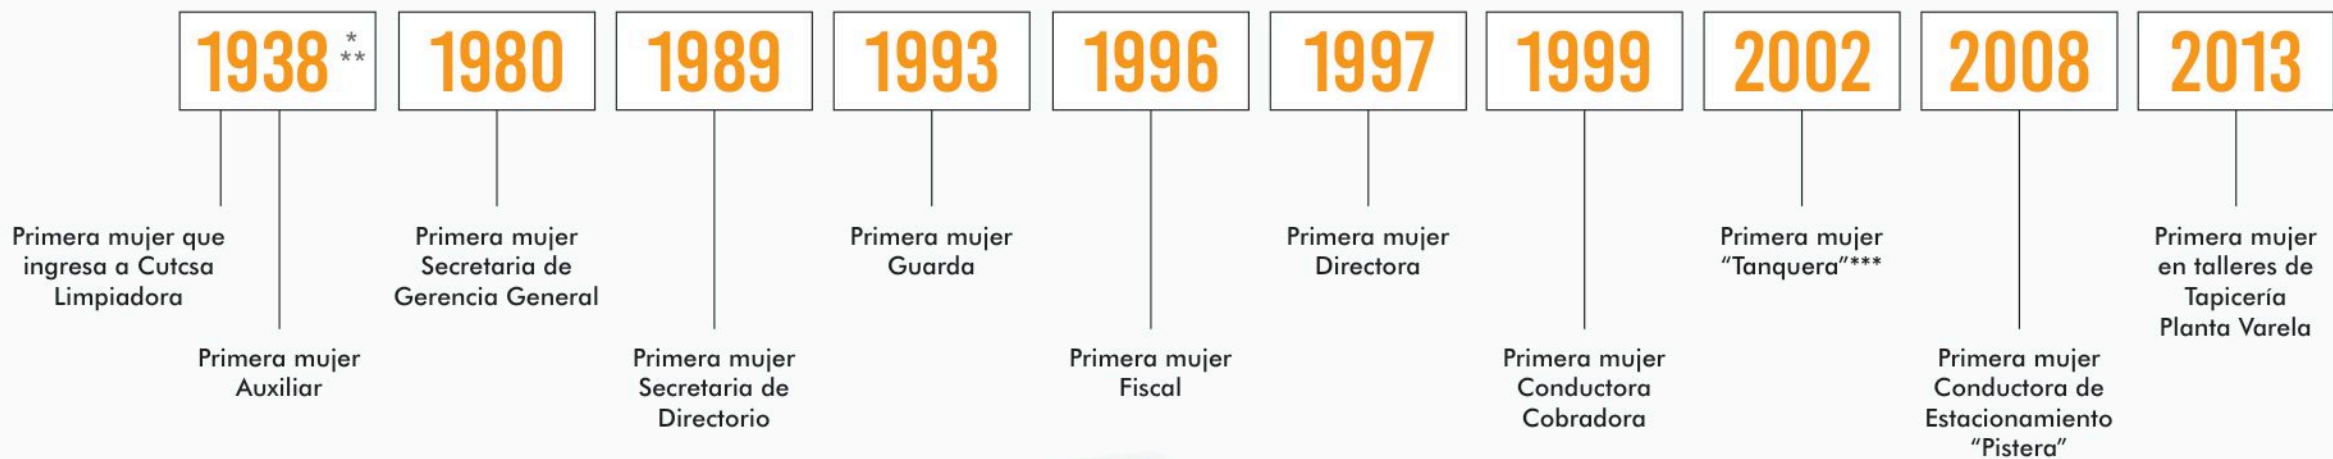 1938 *
**
1980
1989
1993
1996
1997
1999
2002
2008
2013
Primera mujer que
ingresa a Cutcsa
Limpiadora
Primera mujer
Auxiliar
Primera mujer
Secretaria de
Gerencia General
Primera mujer
Secretaria de
Directorio
Primera mujer
Guarda
Primera mujer
Fiscal
Primera mujer
Directora
Primera mujer
Conductora
Cobradora
Primera mujer
“Tanquera”***
Primera mujer
Conductora de
Estacionamiento
“Pistera”
Primera mujer
en talleres de
Tapicería
Planta Varela